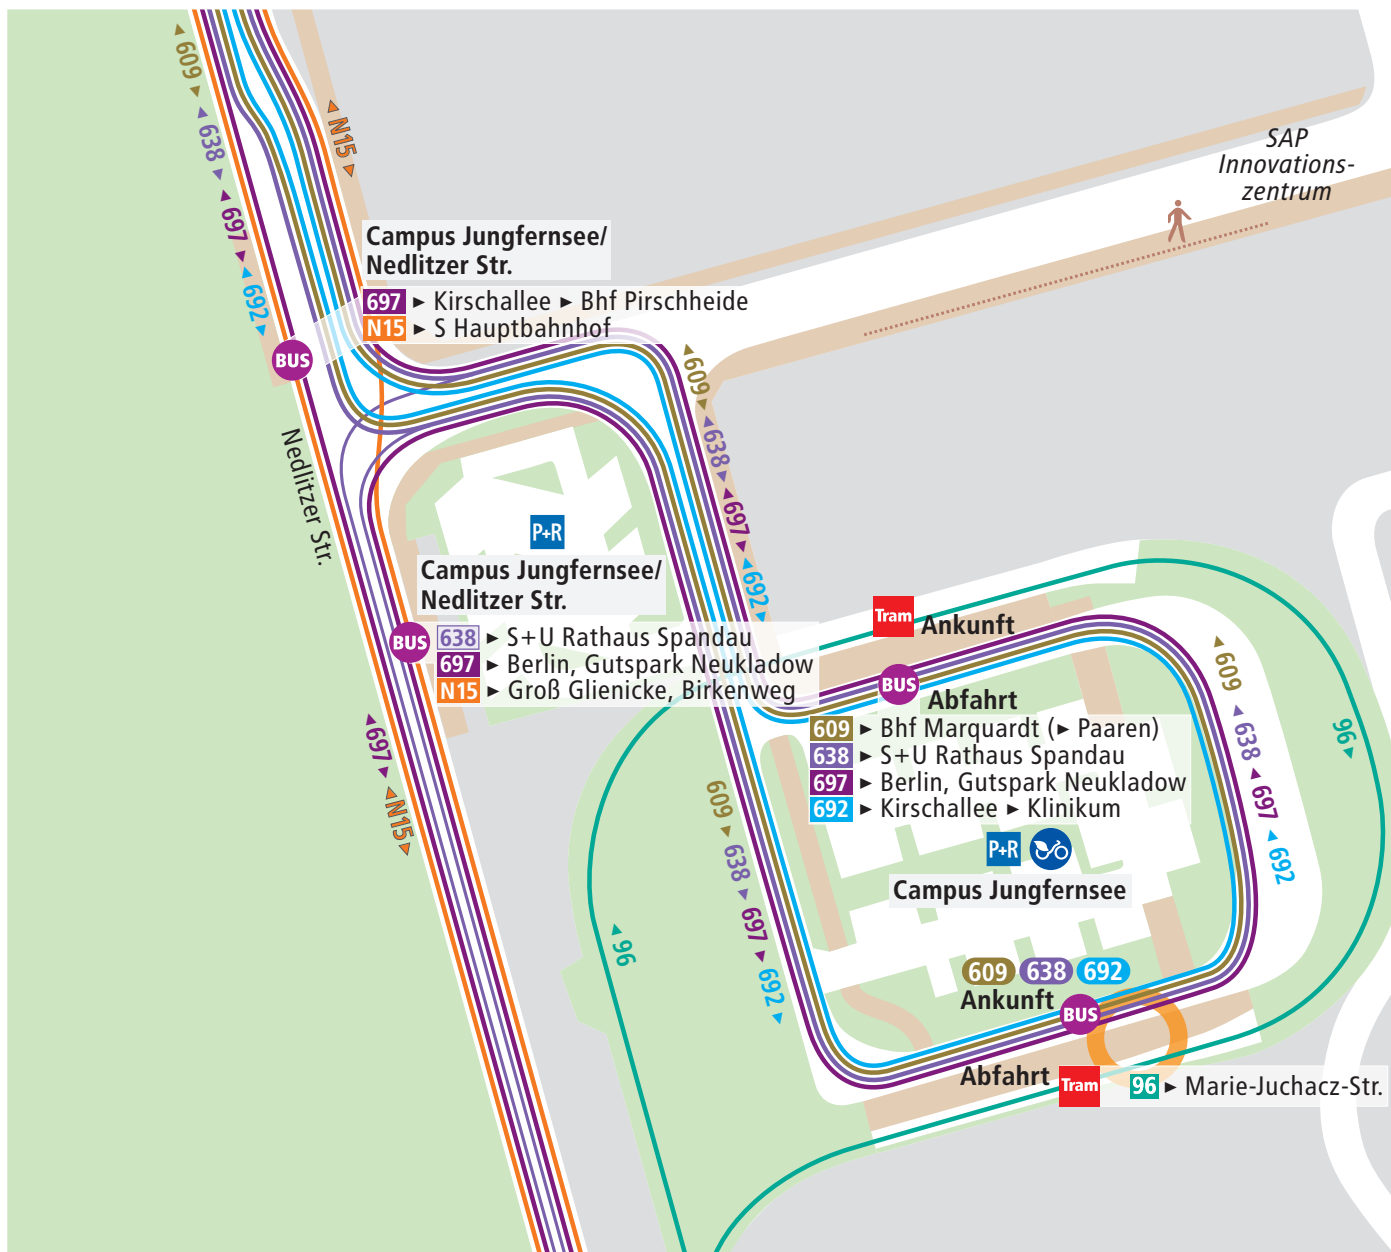 ◄ 609 ►
◄ 638 ►
◄ 697 ►
◄ 692 ►
◄ N15 ►
SAP
Innovations-
zentrum
Campus Jungfernsee/
Nedlitzer Str.
697 ► Kirschallee ► Bhf Pirschheide
N15 ► S Hauptbahnhof
BUS
Nedlitzer Str.
◄ 609 ►
◄ 638 ►
◄ 697 ►
◄ 692 ►
P+R
Campus Jungfernsee/
Nedlitzer Str.
BUS
638 ► S+U Rathaus Spandau
697 ► Berlin, Gutspark Neukladow
N15 ► Groß Glienicke, Birkenweg
Tram Ankunft
BUS Abfahrt
609 ► Bhf Marquardt (► Paaren)
638 ► S+U Rathaus Spandau
697 ► Berlin, Gutspark Neukladow
692 ► Kirschallee ► Klinikum
P+R
Campus Jungfernsee
◄ 609
◄ 638
◄ 697
◄ 692
96 ►
◄ 697 ►
◄ N15 ►
609 ►
638 ►
697 ►
692 ►
◄ 96
609 638 692
Ankunft
BUS
Abfahrt Tram 96 ► Marie-Juchacz-Str.